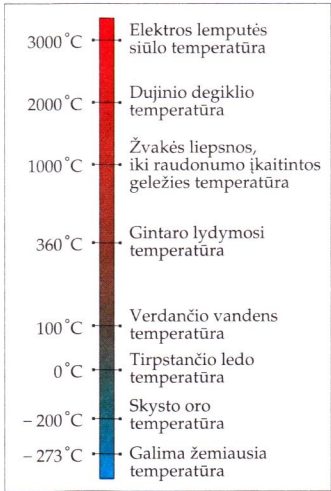 3000 °C Elektros lemputės
siūlo temperatūra
2000 °C Dujinio degiklio
temperatūra
1000 °C Žvakės liepsnos,
iki raudonumo įkaitintos
geležies temperatūra
360 °C Gintaro lydymosi
temperatūra
100 °C Verdančio vandens
temperatūra
0 °C Tirpstančio ledo
temperatūra
– 200 °C Skysto oro
temperatūra
– 273 °C Galima žemiausia
temperatūra